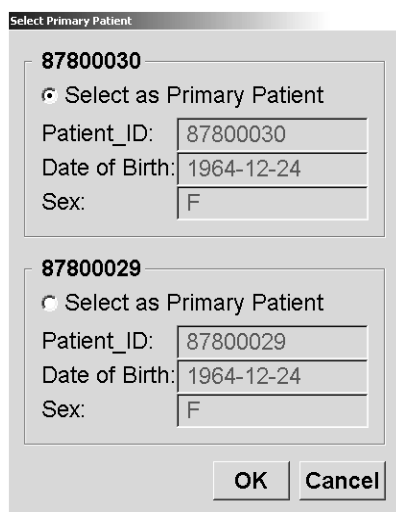 Select Primary Patient
87800030
Select as Primary Patient
Patient_ID: 87800030
Date of Birth: 1964-12-24
Sex: F
87800029
Select as Primary Patient
Patient_ID: 87800029
Date of Birth: 1964-12-24
Sex: F
OK Cancel